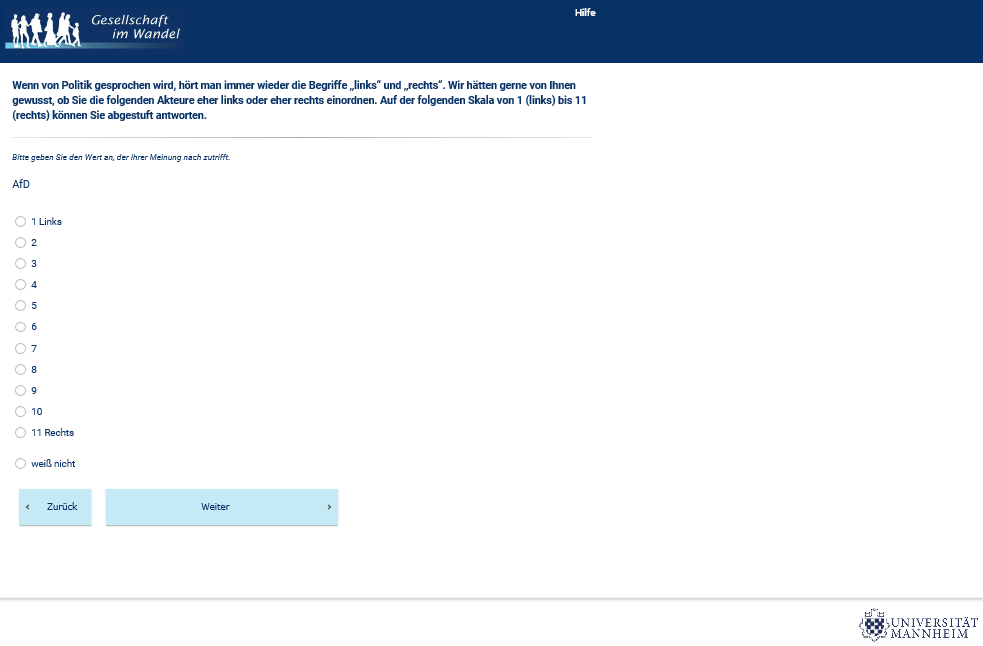 Gesellschaft
im Wandel
Hilfe
Wenn von Politik gesprochen wird, hört man immer wieder die Begriffe „links“ und „rechts“. Wir hätten gerne von Ihnen
gewusst, ob Sie die folgenden Akteure eher links oder eher rechts einordnen. Auf der folgenden Skala von 1 (links) bis 11
(rechts) können Sie abgestuft antworten.
Bitte geben Sie den Wert an, der Ihrer Meinung nach zutrifft.
AfD
1 Links
2
3
4
5
6
7
8
9
10
11 Rechts
weiß nicht
Zurück
Weiter
UNIVERSITÄT
MANNHEIM